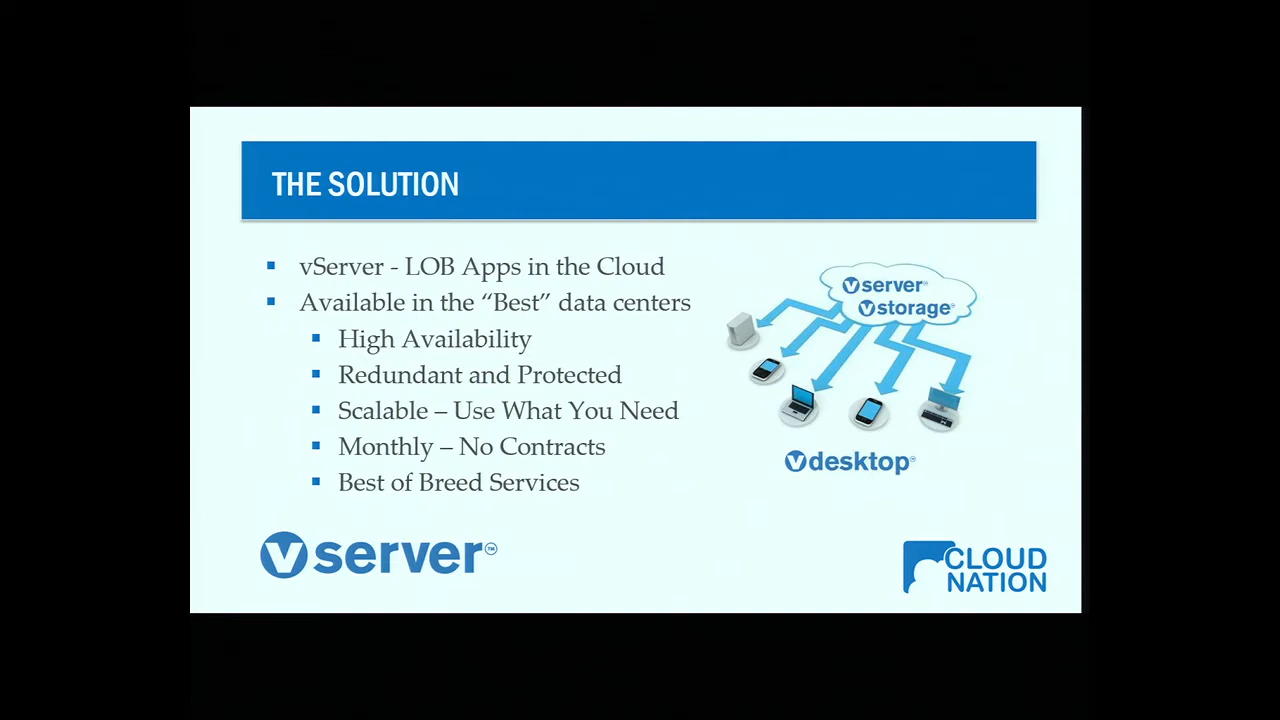 THE SOLUTION
vServer - LOB Apps in the Cloud
Available in the “Best” data centers
High Availability
Redundant and Protected
Scalable – Use What You Need
Monthly – No Contracts
Best of Breed Services
vserver
vstorage
vdesktop
vserver™
CLOUD
NATION